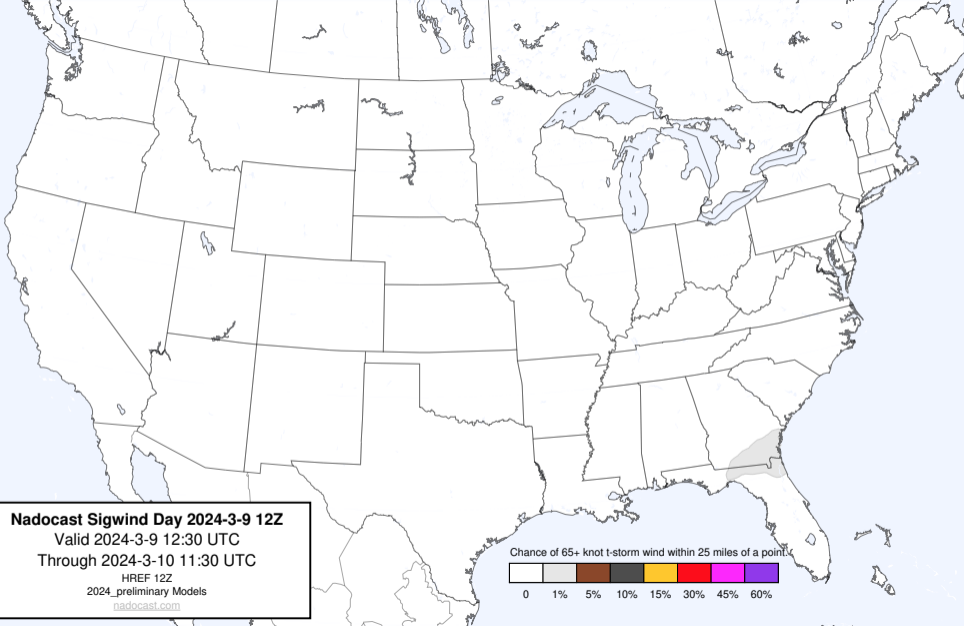 Nadocast Sigwind Day 2024-3-9 12Z
Valid 2024-3-9 12:30 UTC
Through 2024-3-10 11:30 UTC
HREF 12Z
2024_preliminary Models
nadocast.com
Chance of 65+ knot t-storm wind within 25 miles of a point.
0 1% 5% 10% 15% 30% 45% 60%